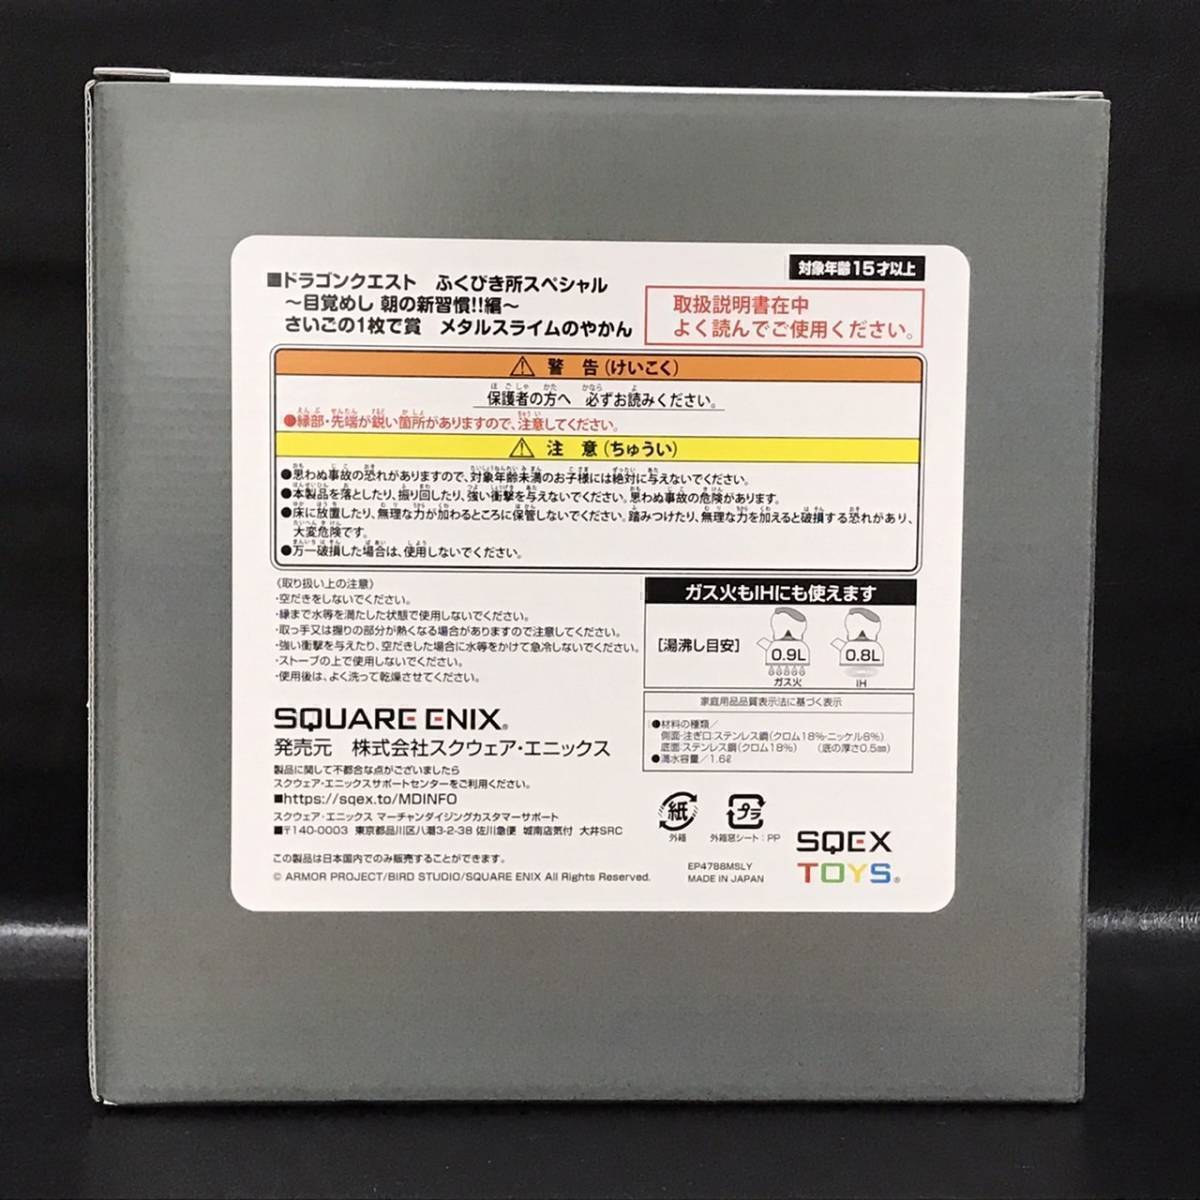 対象年齢15才以上
■ドラゴンクエスト ふくびき所スペシャル
～目覚めし 朝の新習慣!!編～
さいごの1枚で賞 メタルスライムのやかん
取扱説明書在中
よく読んでご使用ください。
⚠ 警 告(けいこく)
保護者の方へ 必ずお読みください。
●縁部・先端が鋭い箇所がありますので、注意してください。
⚠ 注 意(ちゅうい)
●思わぬ事故の恐れがありますので、対象年齢未満のお子様には絶対に与えないでください。
●本製品を落としたり、振り回したり、強い衝撃を与えないでください。思わぬ事故の危険があります。
●床に放置したり、無理な力が加わるところに保管しないでください。踏みつけたり、無理な力を加えると破損する恐れがあり、
大変危険です。
●万一破損した場合は、使用しないでください。
〈取り扱い上の注意〉
・空だきをしないでください。
・縁まで水等を満たした状態で使用しないでください。
・取っ手又は握りの部分が熱くなる場合がありますので注意してください。
・強い衝撃を与えたり、空だきした場合に水等をかけて急冷しないでください。
・ストーブの上で使用しないでください。
・使用後は、よく洗って乾燥させてください。
ガス火もIHにも使えます
[湯沸し目安]
0.9L
ガス火
0.8L
IH
家庭用品品質表示法に基づく表示
●材料の種類／
側面・注ぎ口:ステンレス鋼(クロム18%・ニッケル8%)
底面:ステンレス鋼(クロム18%) (底の厚さ0.5mm)
●満水容量／1.6ℓ
SQUARE ENIX®
発売元 株式会社スクウェア・エニックス
製品に関して不都合な点がございましたら
スクウェア・エニックスサポートセンターをご利用ください。
■https://sqex.to/MDINFO
スクウェア・エニックス マーチャンダイジングカスタマーサポート
■〒140-0003 東京都品川区八潮3-2-38 佐川急便 城南店気付 大井SRC
この製品は日本国内でのみ販売することができます。
© ARMOR PROJECT/BIRD STUDIO/SQUARE ENIX All Rights Reserved.
紙
外箱
プラ
外箱窓シート:PP
EP4788MSLY
MADE IN JAPAN
SQEX
TOYS®